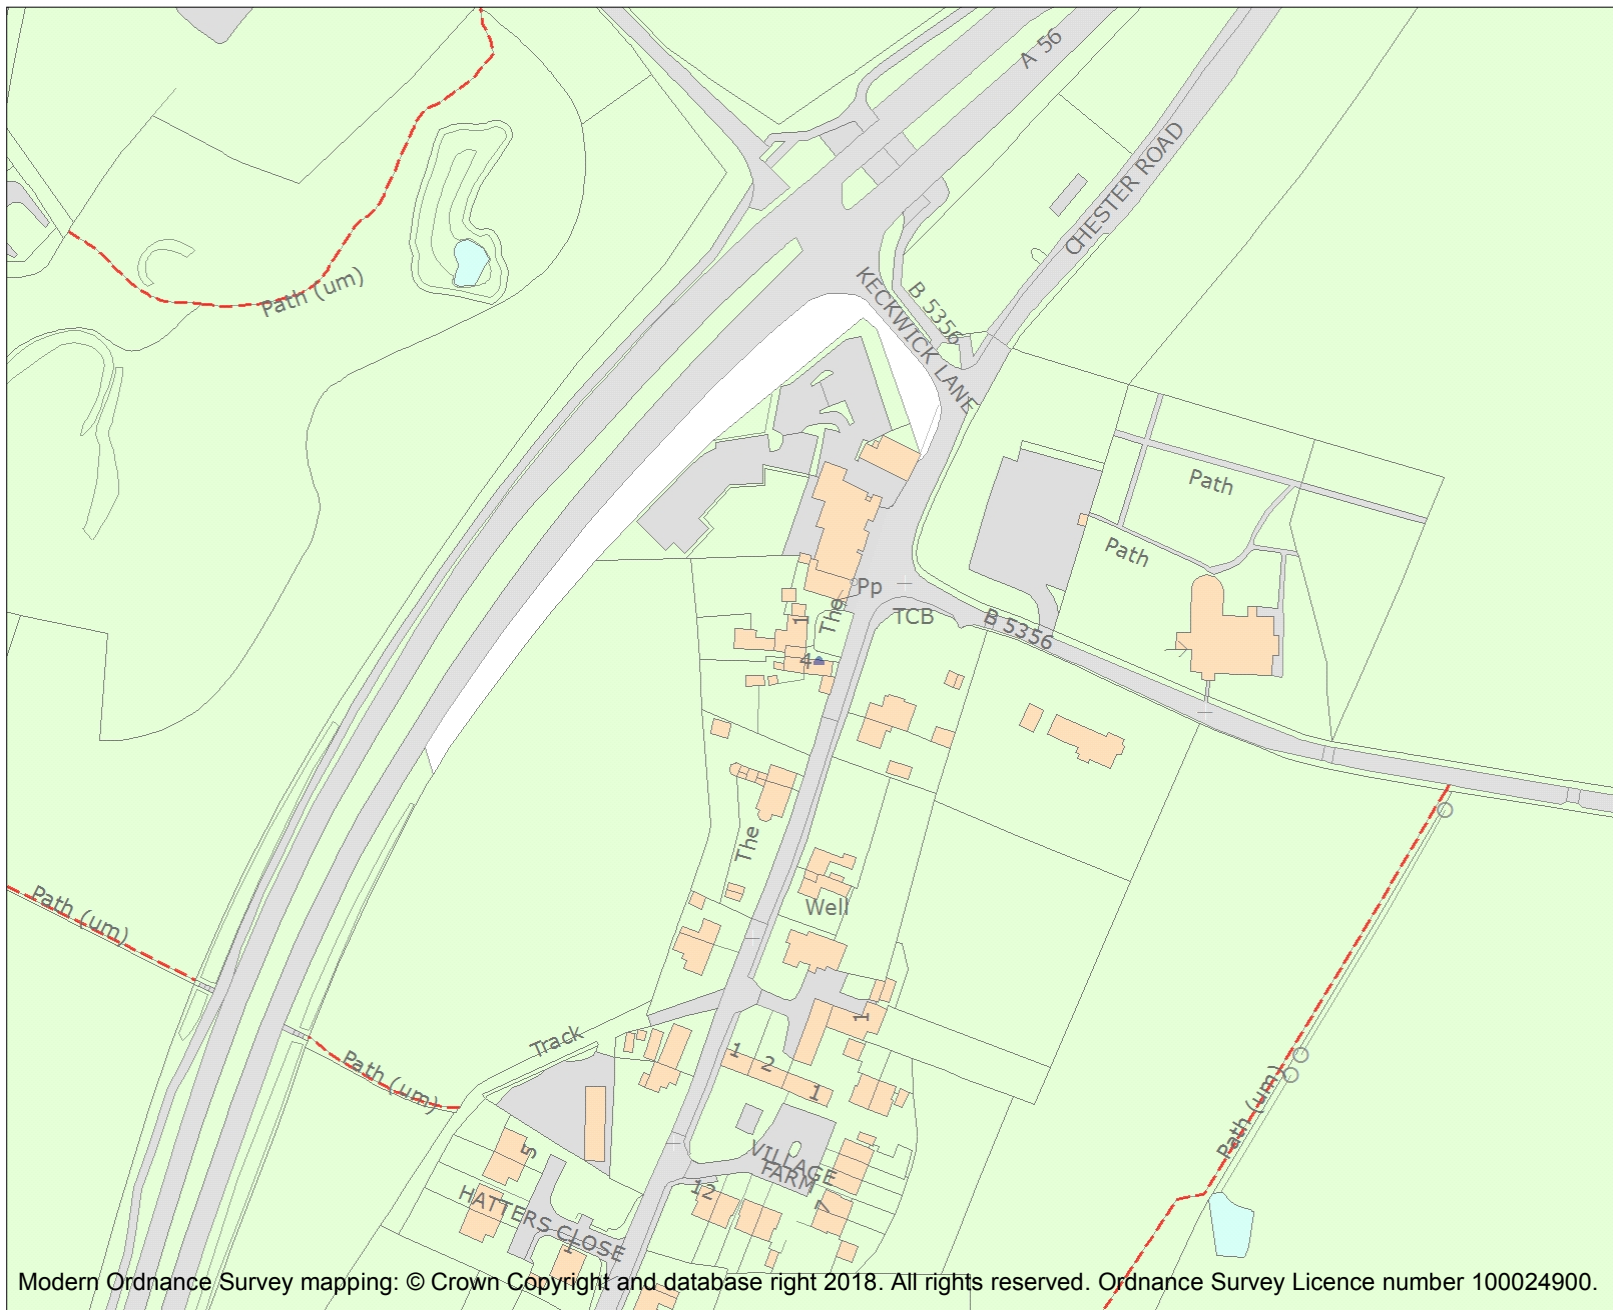 A 56
CHESTER ROAD
Path (um)
B 5356
KECKWICK LANE
Path
Path
Pp
The
TCB
B 5356
1
4
The
Path (um)
Well
1
Track
1
2
1
Path (um)
Path (um)
5
VILLAGE
FARM
12
7
HATTERS CLOSE
1
Modern Ordnance Survey mapping: © Crown Copyright and database right 2018. All rights reserved. Ordnance Survey Licence number 100024900.